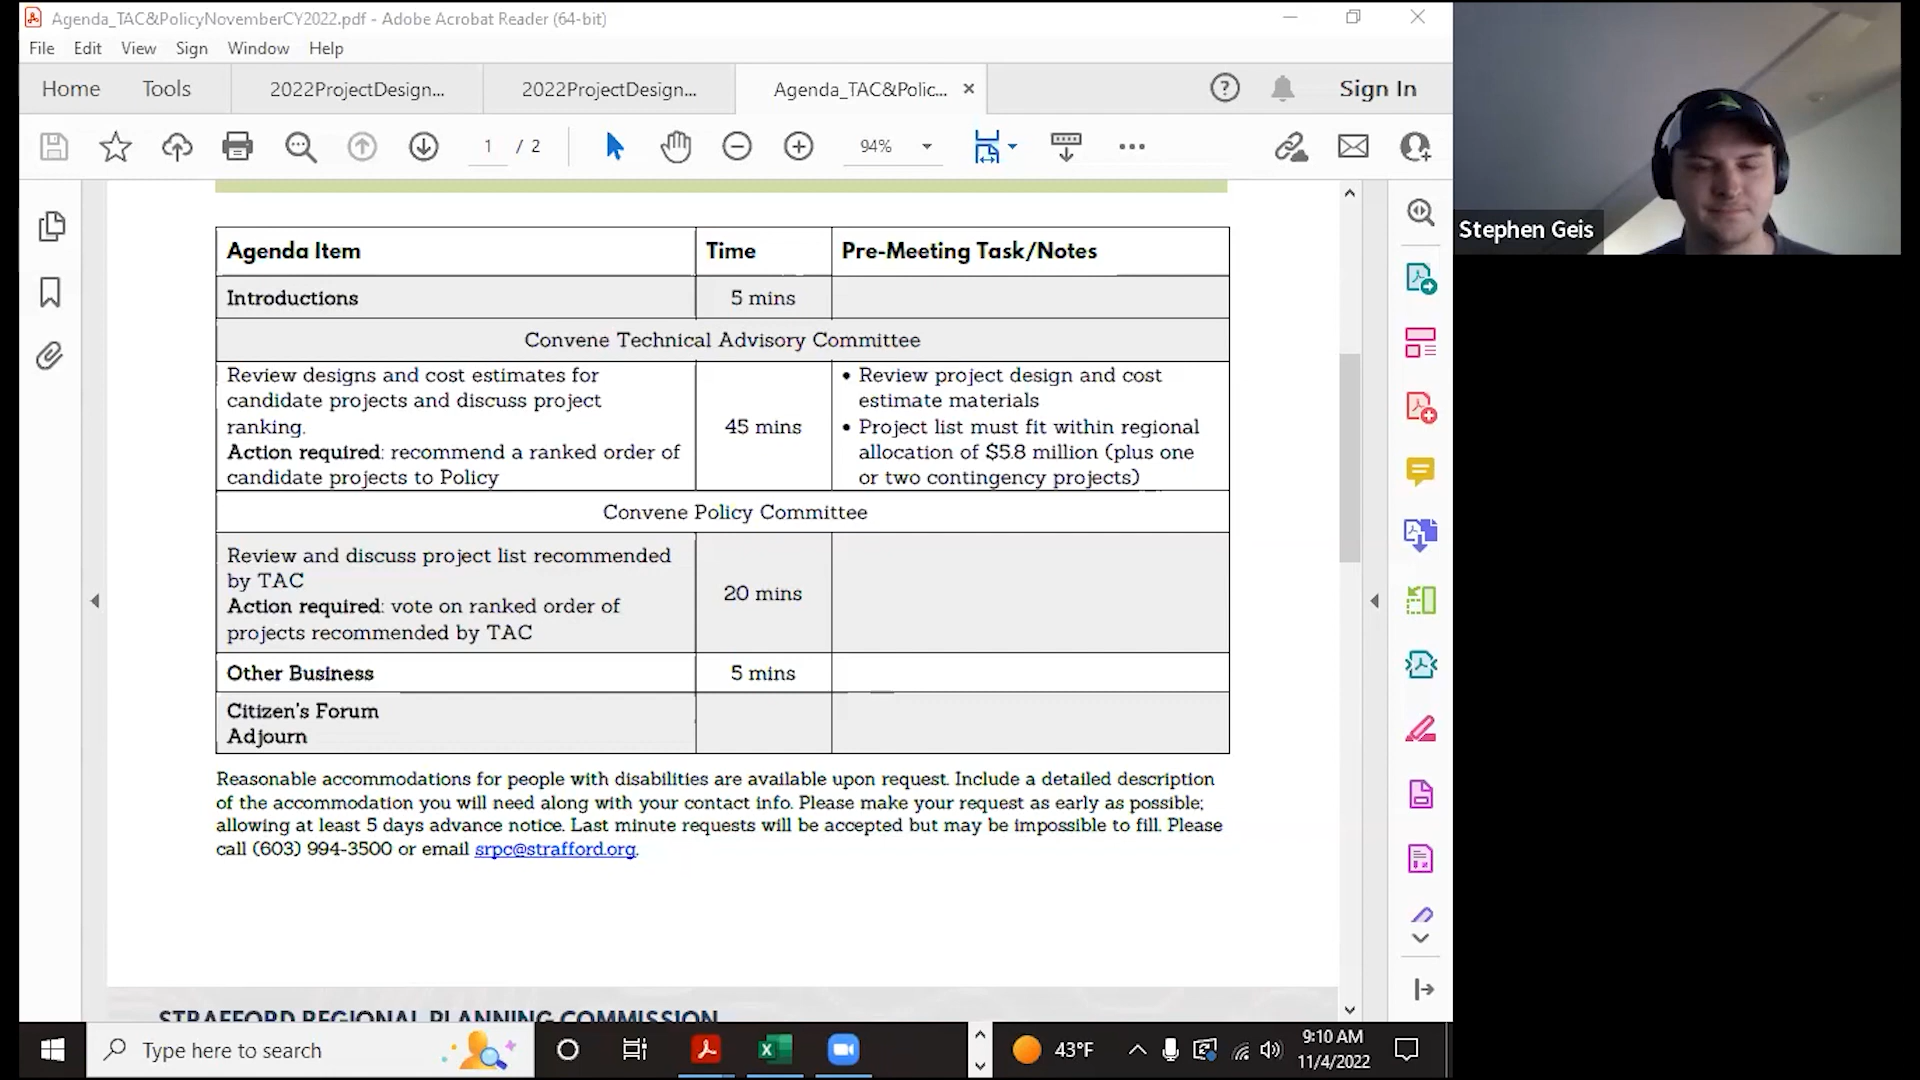 Agenda_TAC&PolicyNovemberCY2022.pdf - Adobe Acrobat Reader (64-bit)
File Edit View Sign Window Help
Home Tools 2022ProjectDesign... 2022ProjectDesign... Agenda_TAC&Polic... Sign In
1 / 2 94%
Stephen Geis
Agenda Item Time Pre-Meeting Task/Notes
Introductions 5 mins
Convene Technical Advisory Committee
Review designs and cost estimates for
candidate projects and discuss project
ranking.
Action required: recommend a ranked order of
candidate projects to Policy
45 mins
• Review project design and cost
estimate materials
• Project list must fit within regional
allocation of $5.8 million (plus one
or two contingency projects)
Convene Policy Committee
Review and discuss project list recommended
by TAC
Action required: vote on ranked order of
projects recommended by TAC
20 mins
Other Business 5 mins
Citizen's Forum
Adjourn
Reasonable accommodations for people with disabilities are available upon request. Include a detailed description
of the accommodation you will need along with your contact info. Please make your request as early as possible;
allowing at least 5 days advance notice. Last minute requests will be accepted but may be impossible to fill. Please
call (603) 994-3500 or email srpc@strafford.org.
STRAFFORD REGIONAL PLANNING COMMISSION
Type here to search
43°F
9:10 AM
11/4/2022